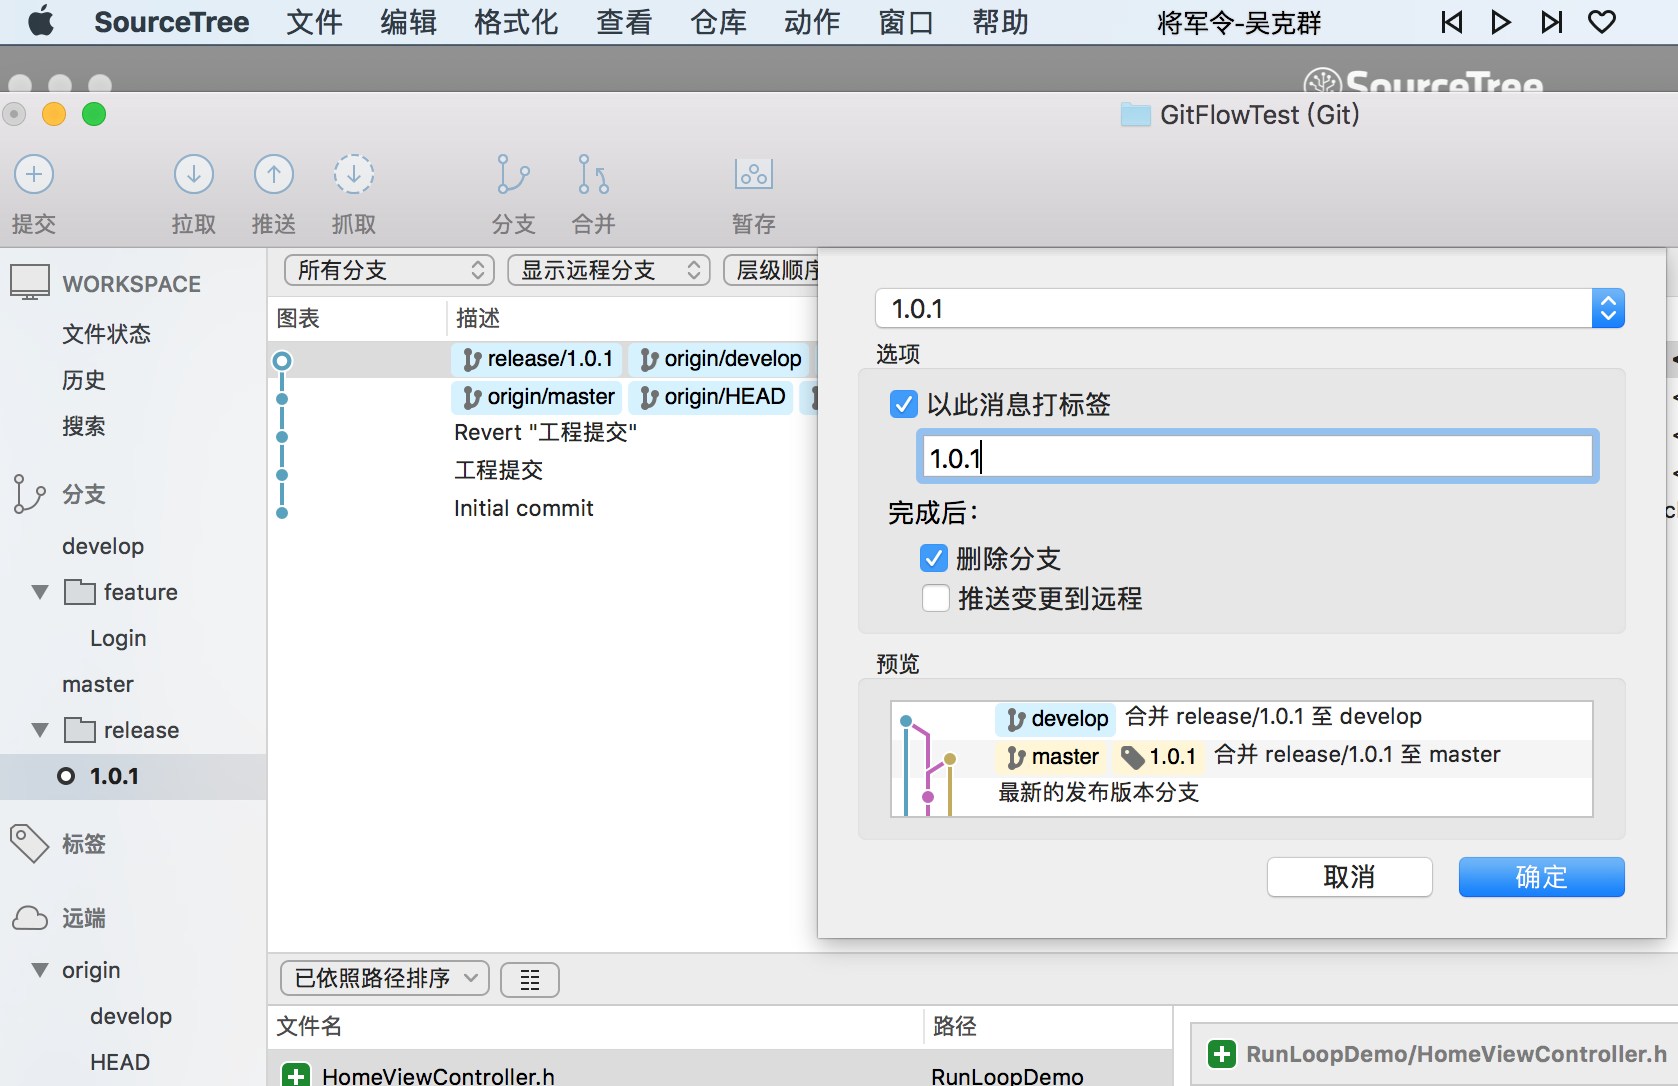 SourceTree 文件 编辑 格式化 查看 仓库 动作 窗口 帮助 将军令-吴克群
SourceTree
GitFlowTest (Git)
提交 拉取 推送 抓取 分支 合并 暂存
WORKSPACE
文件状态
历史
搜索
分支
develop
feature
Login
master
release
1.0.1
标签
远端
origin
develop
HEAD
所有分支 显示远程分支 层级顺序
图表 描述
release/1.0.1 origin/develop
origin/master origin/HEAD
Revert "工程提交"
工程提交
Initial commit
1.0.1
选项
以此消息打标签
1.0.1
完成后：
删除分支
推送变更到远程
预览
develop 合并 release/1.0.1 至 develop
master 1.0.1 合并 release/1.0.1 至 master
最新的发布版本分支
取消 确定
已依照路径排序
文件名 路径
HomeViewController.h RunLoopDemo
RunLoopDemo/HomeViewController.h